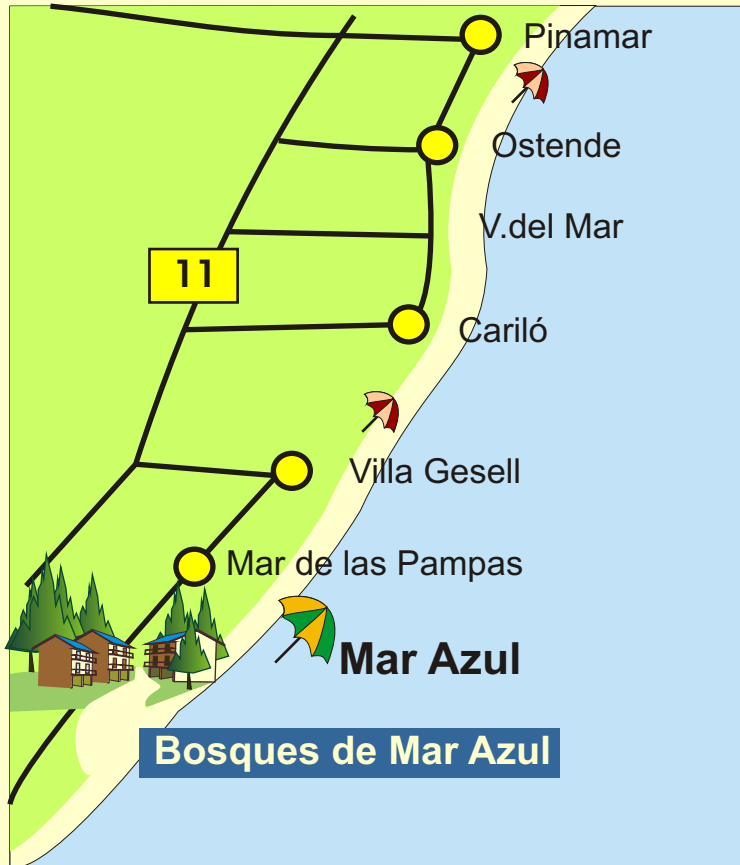 Pinamar
Ostende
V.del Mar
11
Cariló
Villa Gesell
Mar de las Pampas
Mar Azul
Bosques de Mar Azul